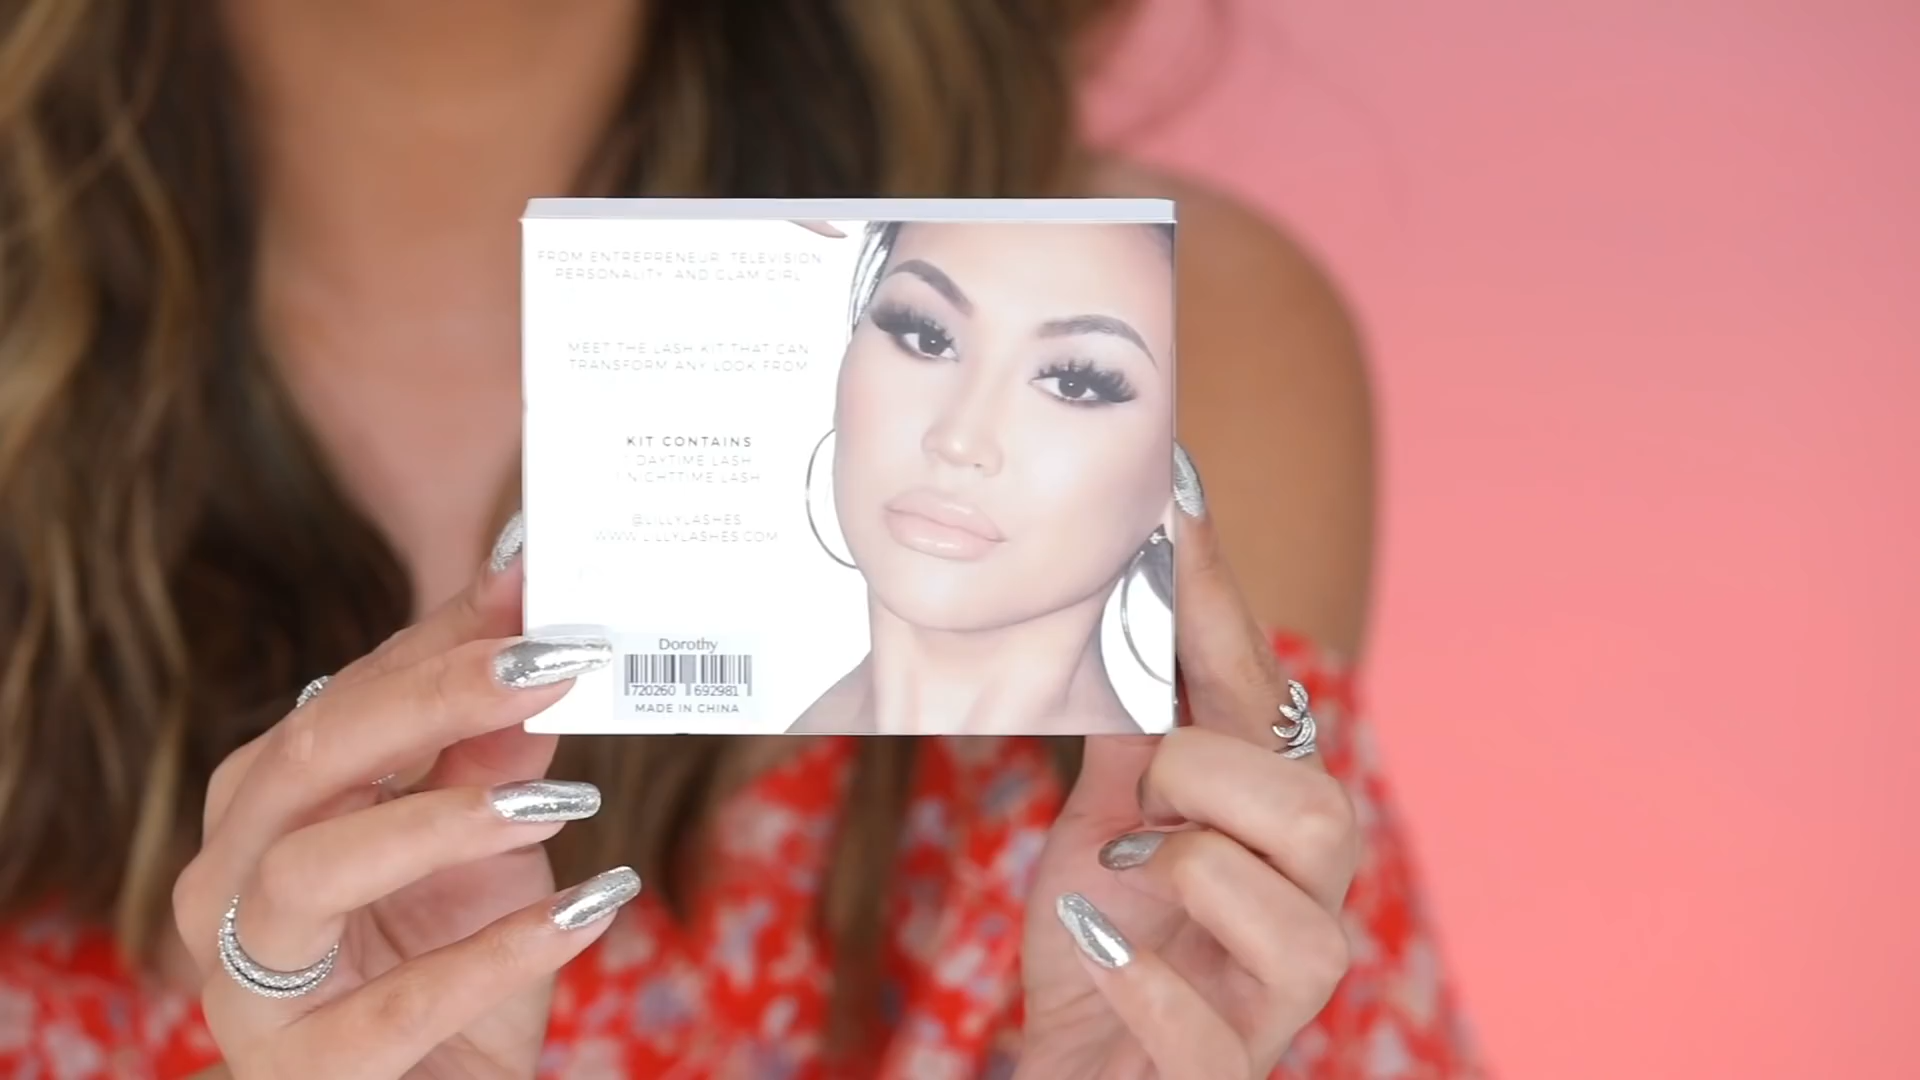 FROM ENTREPRENEUR, TELEVISION
PERSONALITY, AND GLAM GIRL
MEET THE LASH KIT THAT CAN
TRANSFORM ANY LOOK FROM
KIT CONTAINS
1 DAYTIME LASH
1 NIGHTTIME LASH
@LILLYLASHES
WWW.LILLYLASHES.COM
Dorothy
720260 692981
MADE IN CHINA